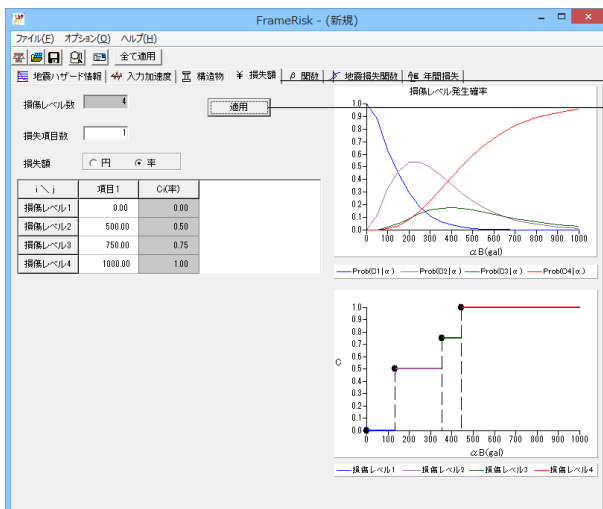 FrameRisk - (新規)
ファイル(F) オプション(O) ヘルプ(H)
全て適用
地震ハザード情報 入力加速度 構造物 ¥ 損失額 β 関数 地震損失関数 年間損失
損傷レベル数 4
適用
損失項目数 1
損失額 円 率
i＼j 項目1 Ci(率)
損傷レベル1 0.00 0.00
損傷レベル2 500.00 0.50
損傷レベル3 750.00 0.75
損傷レベル4 1000.00 1.00
損傷レベル発生確率
1.0
0.9
0.8
0.7
0.6
0.5
0.4
0.3
0.2
0.1
0.0
0 100 200 300 400 500 600 700 800 900 1000
αB(gal)
Prob(D1|α) Prob(D2|α) Prob(D3|α) Prob(D4|α)
1.0
0.9
0.8
0.7
0.6
C
0.5
0.4
0.3
0.2
0.1
0.0
0 100 200 300 400 500 600 700 800 900 1000
αB(gal)
損傷レベル1 損傷レベル2 損傷レベル3 損傷レベル4